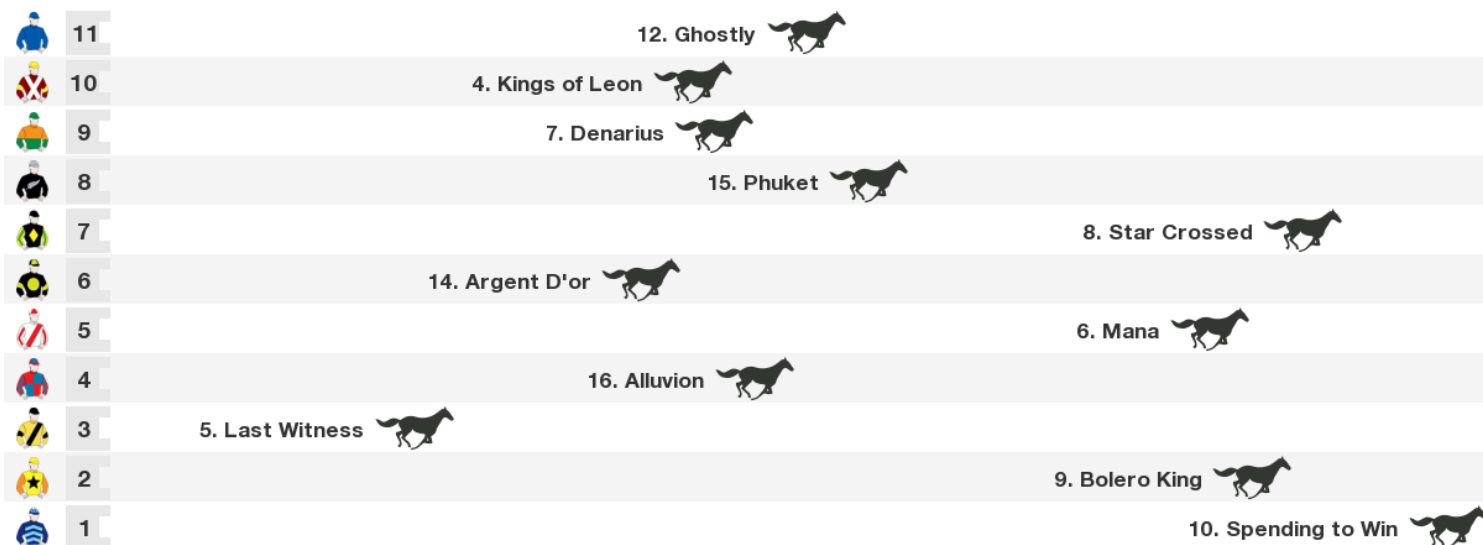 11 12. Ghostly
10 4. Kings of Leon
9 7. Denarius
8 15. Phuket
7 8. Star Crossed
6 14. Argent D'or
5 6. Mana
4 16. Alluvion
3 5. Last Witness
2 9. Bolero King
1 10. Spending to Win